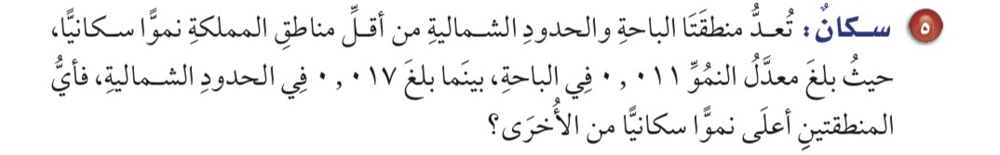 ٥ سكانٌ: تُعدُّ منطقَتَا الباحةِ والحدودِ الشماليةِ من أقلِّ مناطقِ المملكةِ نموًّا سكانيًّا،
حيثُ بلغَ معدَّلُ النمُوِّ ٠,٠١١ فِي الباحةِ، بينَما بلغَ ٠,٠١٧ فِي الحدودِ الشماليةِ، فأيُّ
المنطقتينِ أعلَى نموًّا سكانيًّا من الأُخرَى؟